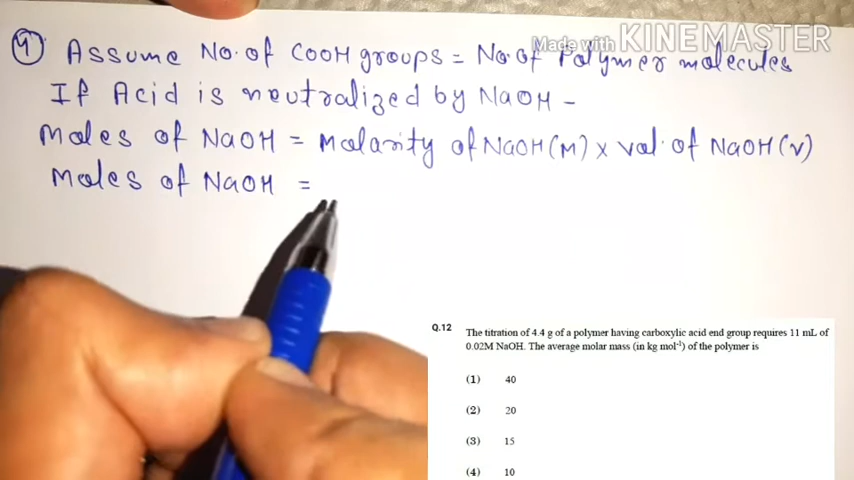 4 Assume No. of COOH groups = No. of Polymer molecules
Made with KINEMASTER
If Acid is neutralized by NaOH -
Moles of NaOH = Molarity of NaOH (M) x vol. of NaOH (V)
Moles of NaOH =
Q.12 The titration of 4.4 g of a polymer having carboxylic acid end group requires 11 mL of
0.02M NaOH. The average molar mass (in kg mol⁻¹) of the polymer is
(1) 40
(2) 20
(3) 15
(4) 10